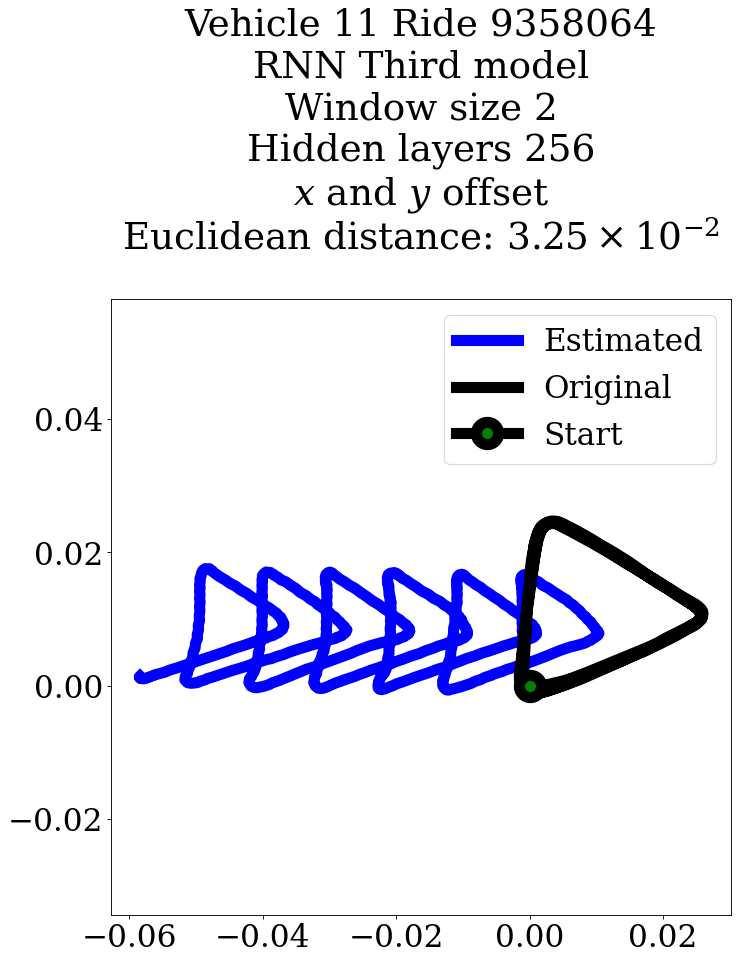 Vehicle 11 Ride 9358064
RNN Third model
Window size 2
Hidden layers 256
x and y offset
Euclidean distance: 3.25 × 10⁻²
Estimated
Original
Start
0.04
0.02
0.00
−0.02
−0.06 −0.04 −0.02 0.00 0.02